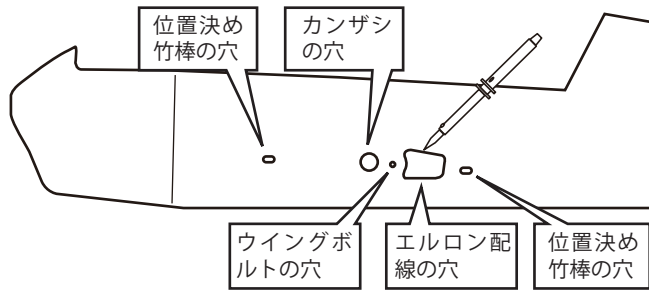 位置決め
竹棒の穴
カンザシ
の穴
ウイングボ
ルトの穴
エルロン配
線の穴
位置決め
竹棒の穴